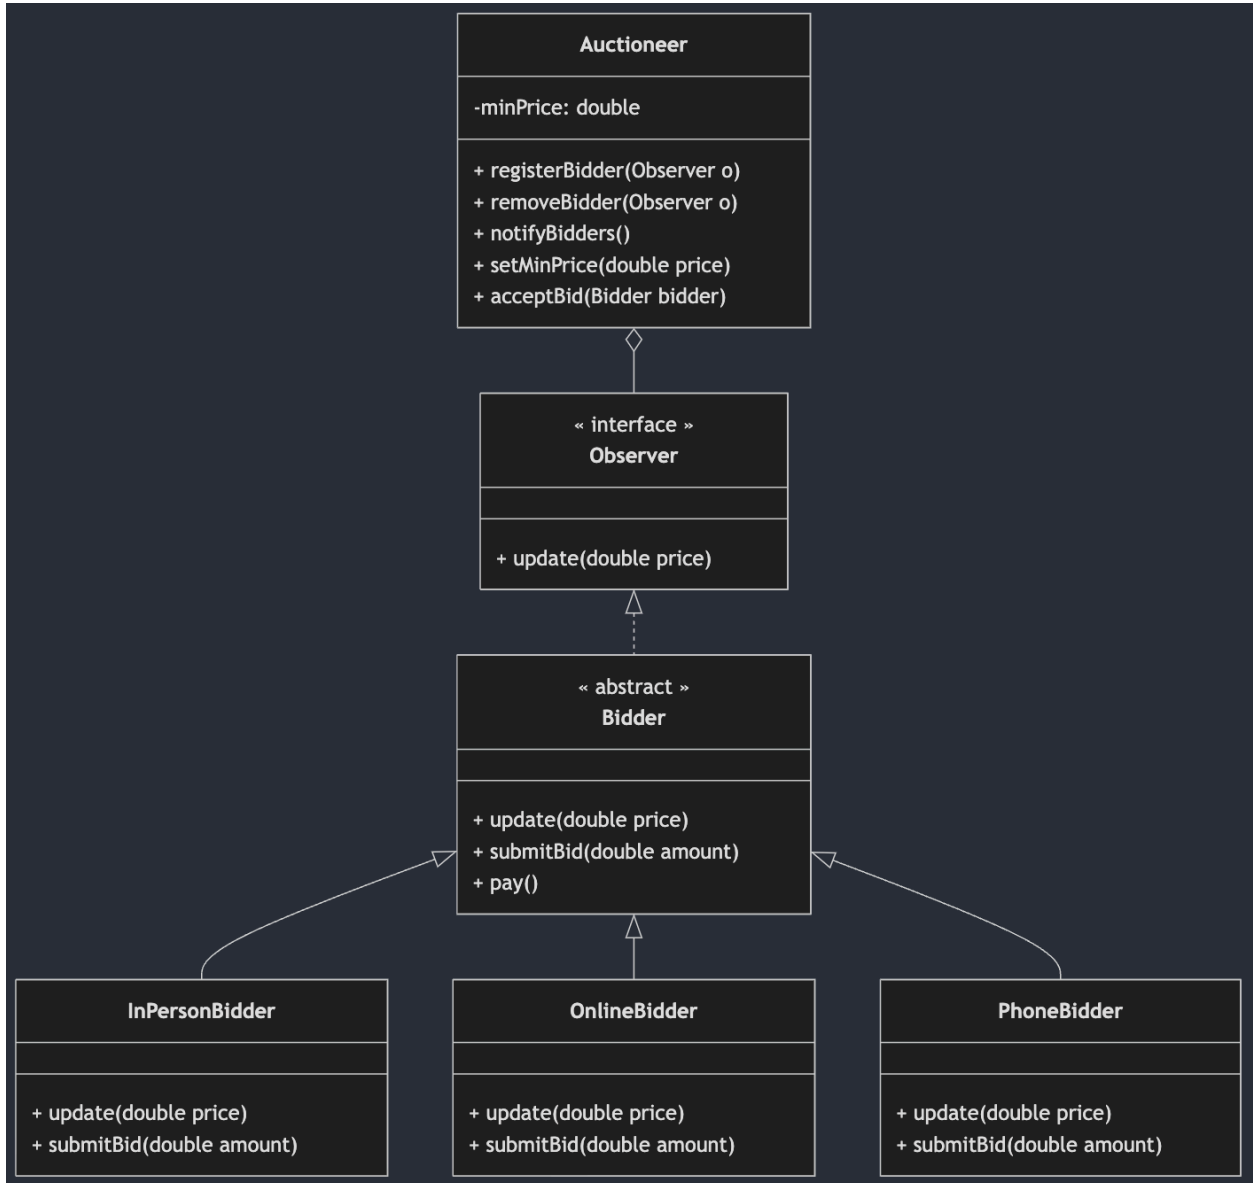 Auctioneer
-minPrice: double
+ registerBidder(Observer o)
+ removeBidder(Observer o)
+ notifyBidders()
+ setMinPrice(double price)
+ acceptBid(Bidder bidder)
« interface »
Observer
+ update(double price)
« abstract »
Bidder
+ update(double price)
+ submitBid(double amount)
+ pay()
InPersonBidder
+ update(double price)
+ submitBid(double amount)
OnlineBidder
+ update(double price)
+ submitBid(double amount)
PhoneBidder
+ update(double price)
+ submitBid(double amount)